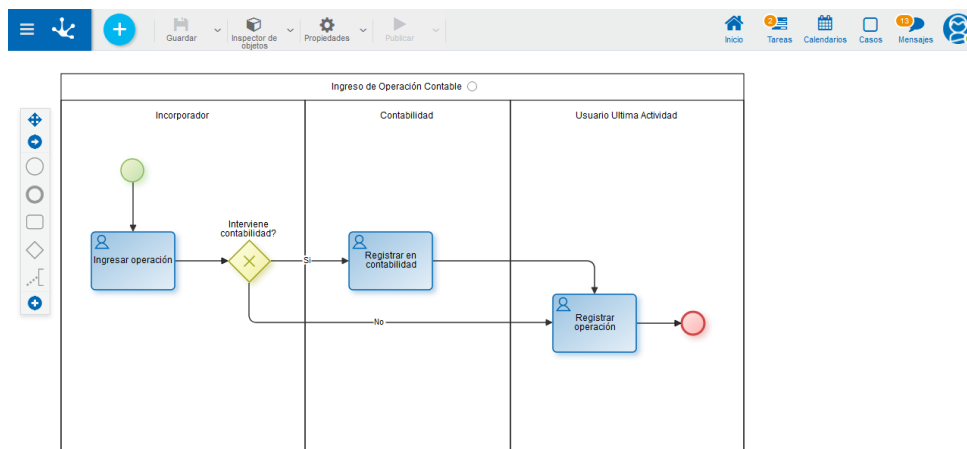 Guardar
Inspector de
objetos
Propiedades
Publicar
Inicio
2
Tareas
Calendarios
Casos
13
Mensajes
Ingreso de Operación Contable
Incorporador
Contabilidad
Usuario Ultima Actividad
Interviene
contabilidad?
Ingresar operación
Si
Registrar en
contabilidad
No
Registrar
operación